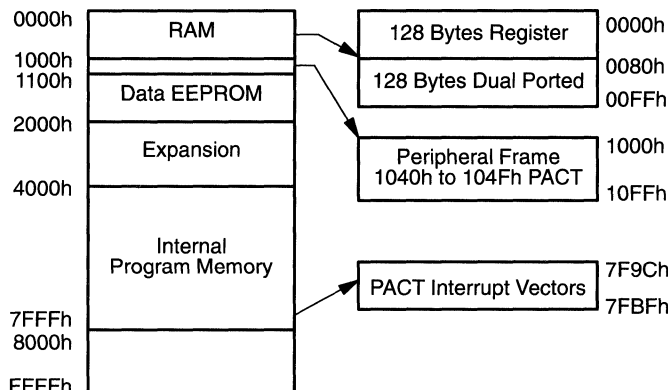 0000h
RAM
1000h
1100h
Data EEPROM
2000h
Expansion
4000h
Internal
Program Memory
7FFFh
8000h
FFFFh
128 Bytes Register
0000h
0080h
128 Bytes Dual Ported
00FFh
1000h
Peripheral Frame
1040h to 104Fh PACT
10FFh
7F9Ch
PACT Interrupt Vectors
7FBFh